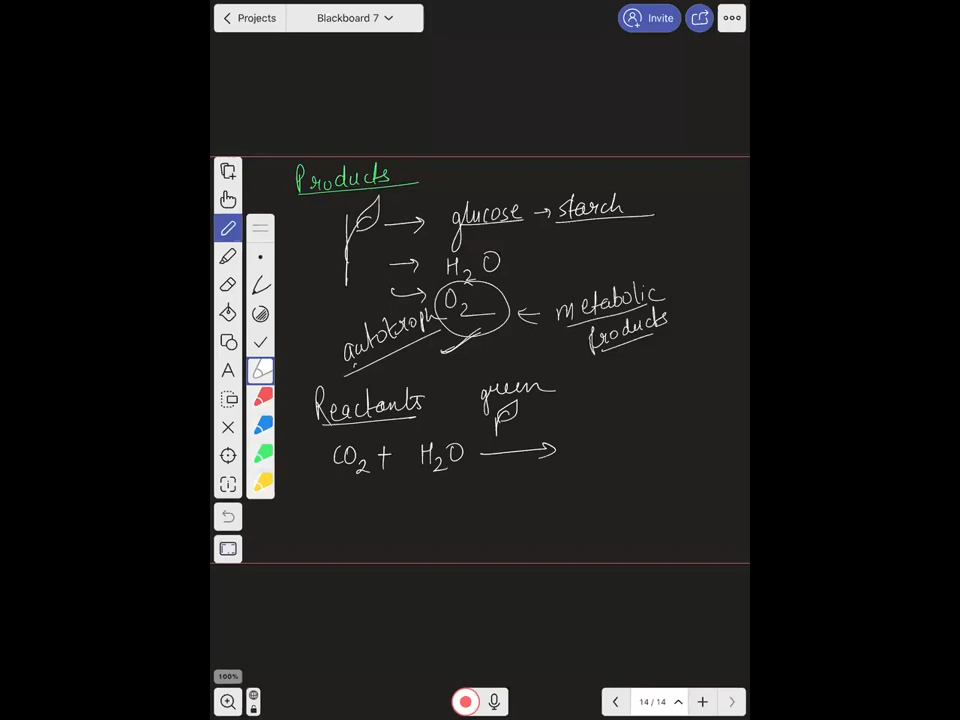 Projects
Blackboard 7
Invite
Products
glucose → starch
→ H2O
O2 ← metabolic
products
autotroph
Reactants
green
CO2 + H2O →
A
100%
14 / 14